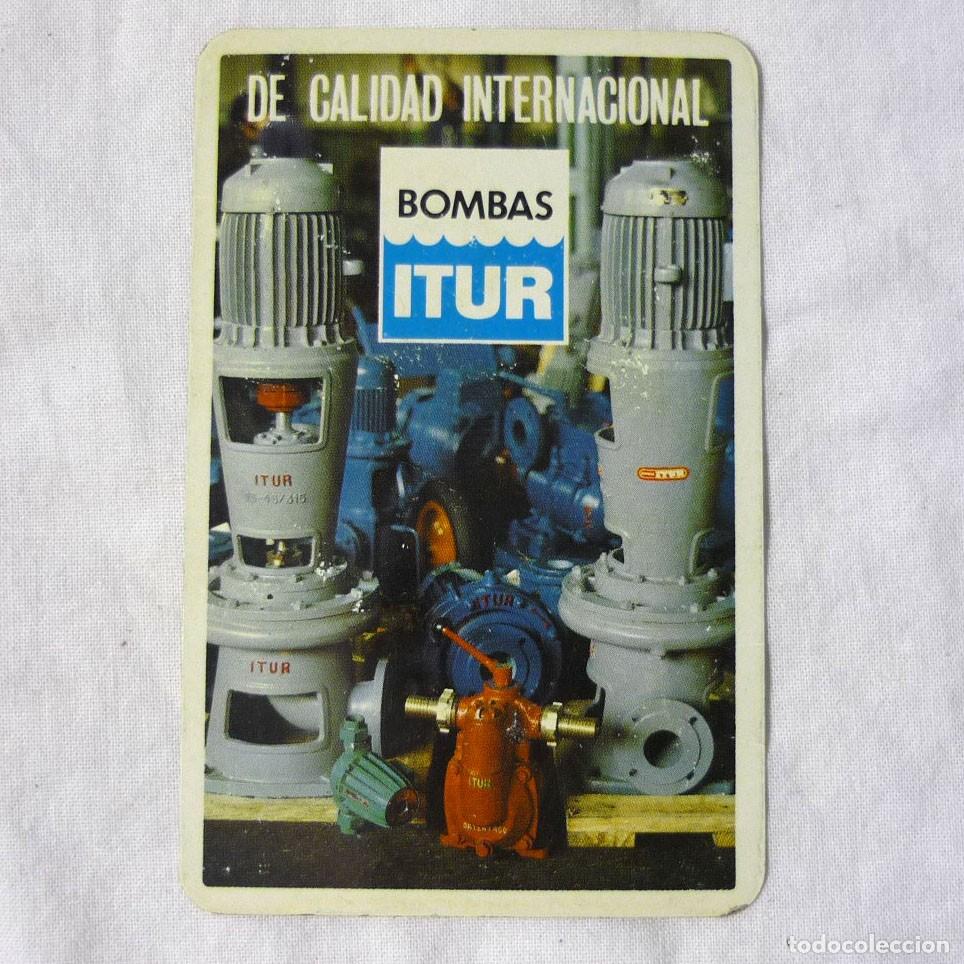 DE CALIDAD INTERNACIONAL
BOMBAS
ITUR
ITUR
ITUR
ITUR
ITUR
ITUR
todocoleccion